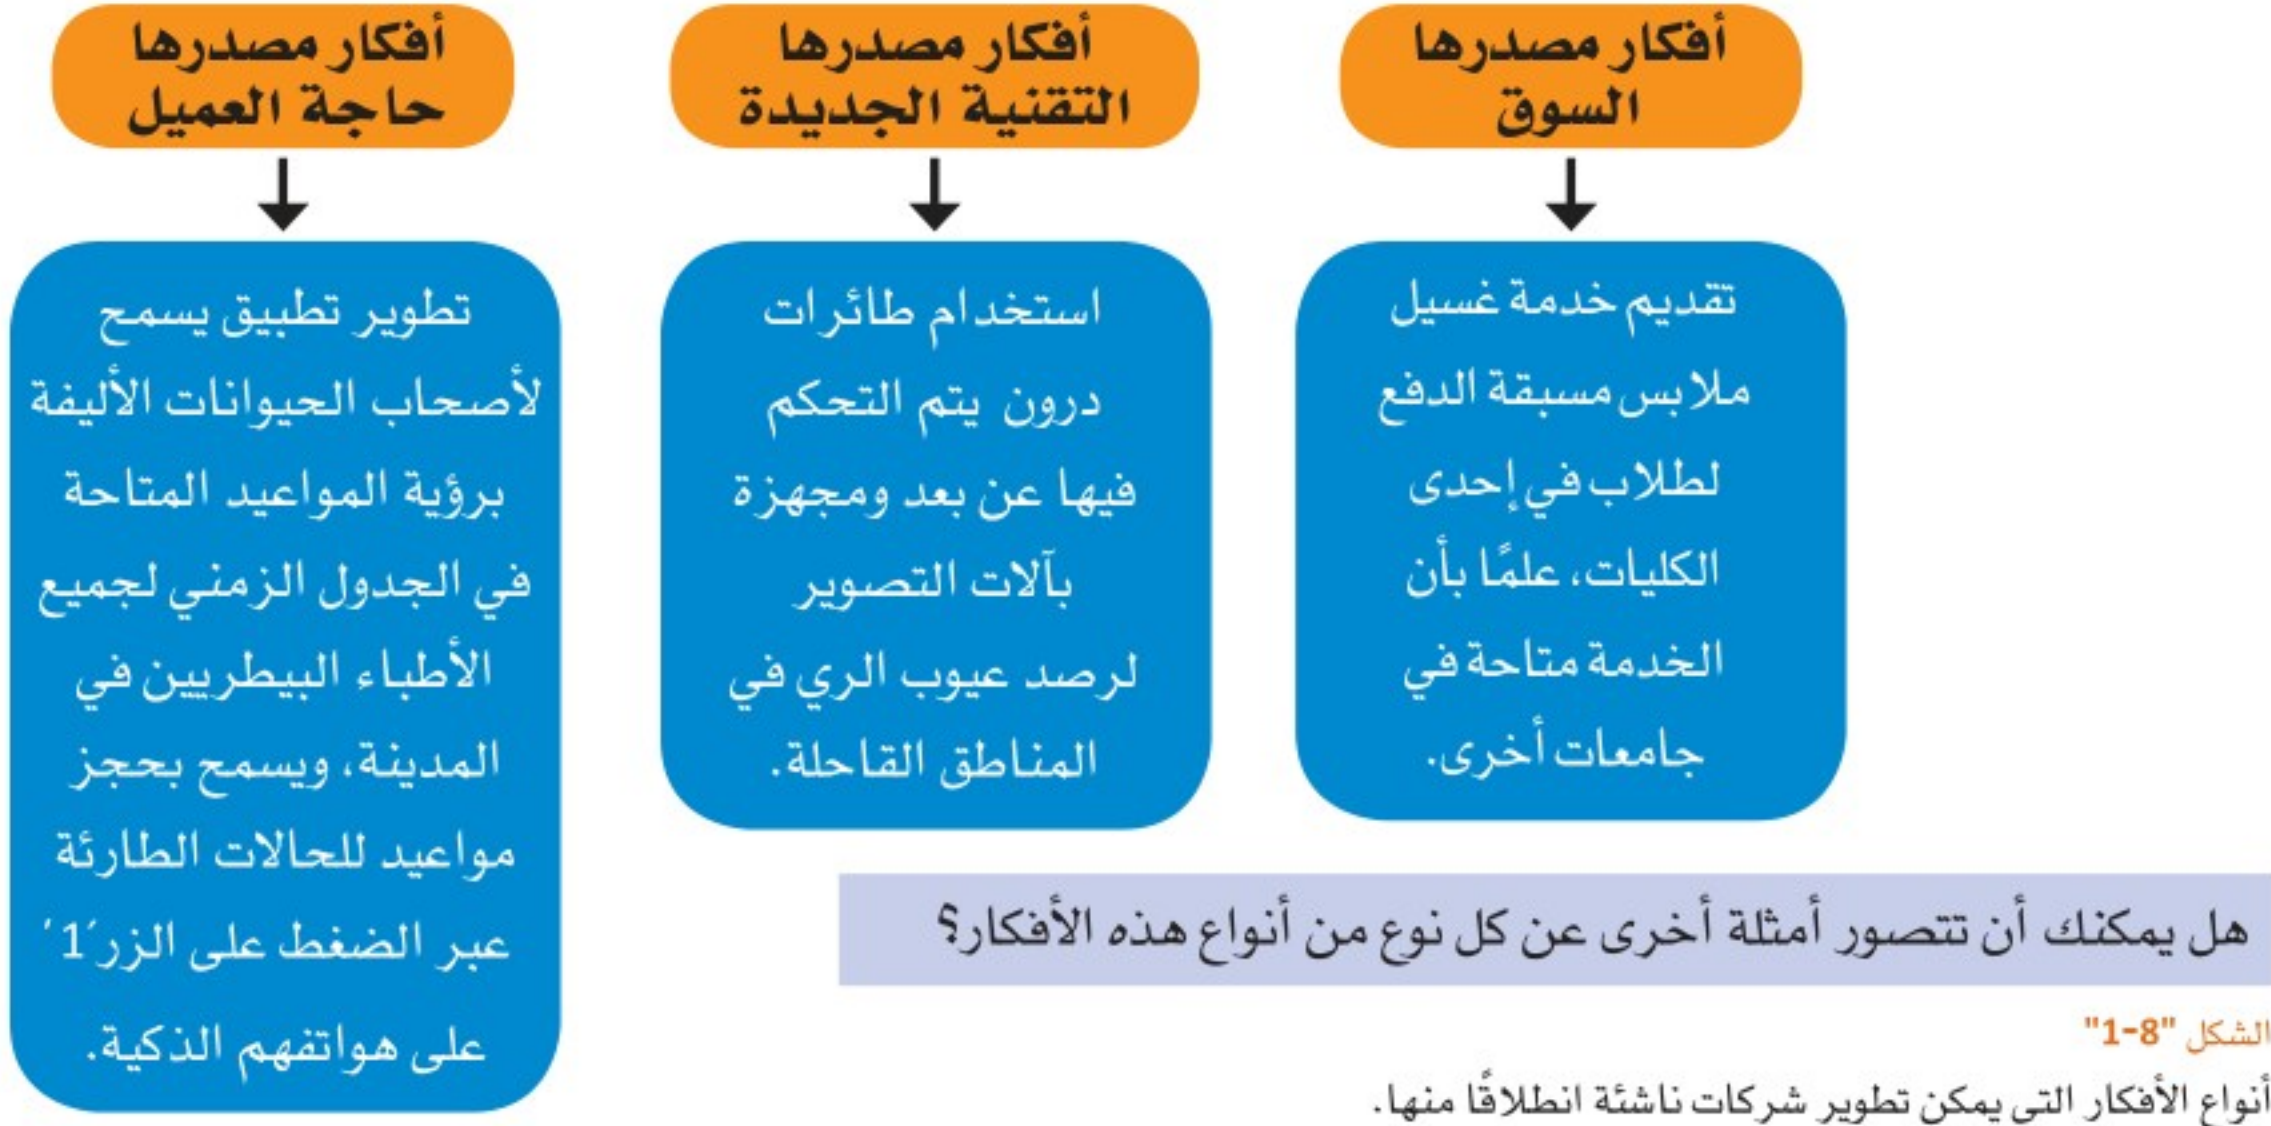 أفكار مصدرها
السوق
تقديم خدمة غسيل
ملابس مسبقة الدفع
لطلاب في إحدى
الكليات، علمًا بأن
الخدمة متاحة في
جامعات أخرى.
أفكار مصدرها
التقنية الجديدة
استخدام طائرات
درون يتم التحكم
فيها عن بعد ومجهزة
بآلات التصوير
لرصد عيوب الري في
المناطق القاحلة.
أفكار مصدرها
حاجة العميل
تطوير تطبيق يسمح
لأصحاب الحيوانات الأليفة
برؤية المواعيد المتاحة
في الجدول الزمني لجميع
الأطباء البيطريين في
المدينة، ويسمح بحجز
مواعيد للحالات الطارئة
عبر الضغط على الزر '1'
على هواتفهم الذكية.
هل يمكنك أن تتصور أمثلة أخرى عن كل نوع من أنواع هذه الأفكار؟
الشكل "8-1"
أنواع الأفكار التي يمكن تطوير شركات ناشئة انطلاقًا منها.